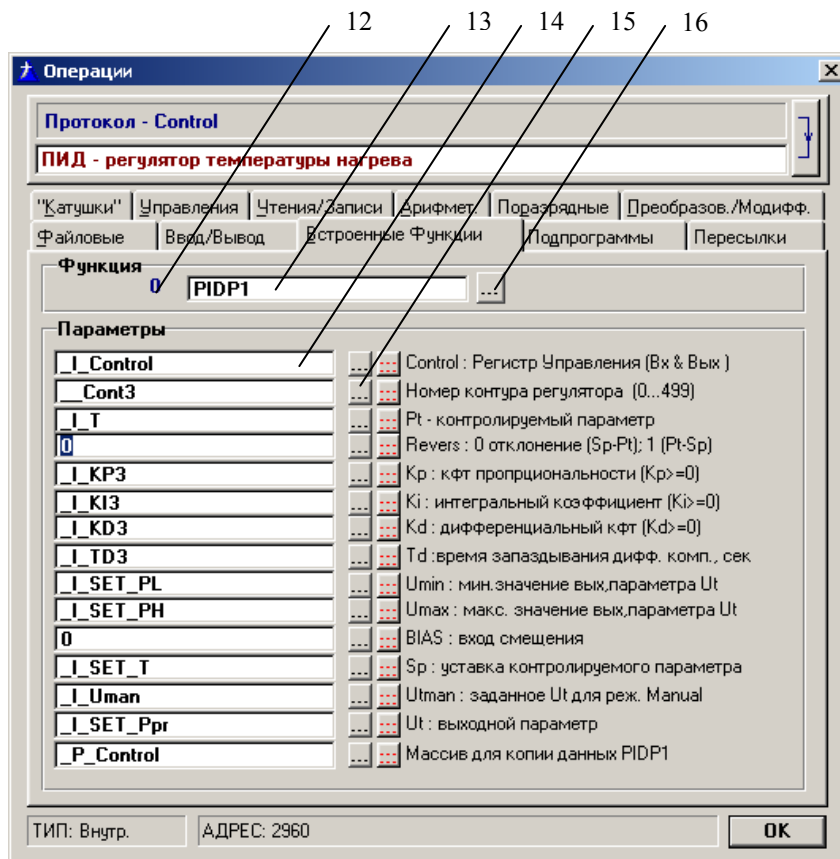 12 13 14 15 16
Операции
Протокол - Control
ПИД - регулятор температуры нагрева
"Катушки" Управления Чтения/Записи Арифмет. Поразрядные Преобразов./Модифф.
Файловые Ввод/Вывод Встроенные Функции Подпрограммы Пересылки
Функция
0 PIDP1 ...
Параметры
_I_Control ... Control : Регистр Управления (Вх & Вых )
__Cont3 ... Номер контура регулятора (0...499)
_I_T ... Pt - контролируемый параметр
0 ... Revers : 0 отклонение (Sp-Pt); 1 (Pt-Sp)
_I_KP3 ... Kp : кфт пропрциональности (Kp>=0)
_I_KI3 ... Ki : интегральный коэффициент (Ki>=0)
_I_KD3 ... Kd : дифференциальный кфт (Kd>=0)
_I_TD3 ... Td :время запаздывания дифф. комп., сек
_I_SET_PL ... Umin : мин.значение вых,параметра Ut
_I_SET_PH ... Umax : макс. значение вых,параметра Ut
0 ... BIAS : вход смещения
_I_SET_T ... Sp : уставка контролируемого параметра
_I_Uman ... Utman : заданное Ut для реж. Manual
_I_SET_Ppr ... Ut : выходной параметр
_P_Control ... Массив для копии данных PIDP1
ТИП: Внутр. АДРЕС: 2960 OK